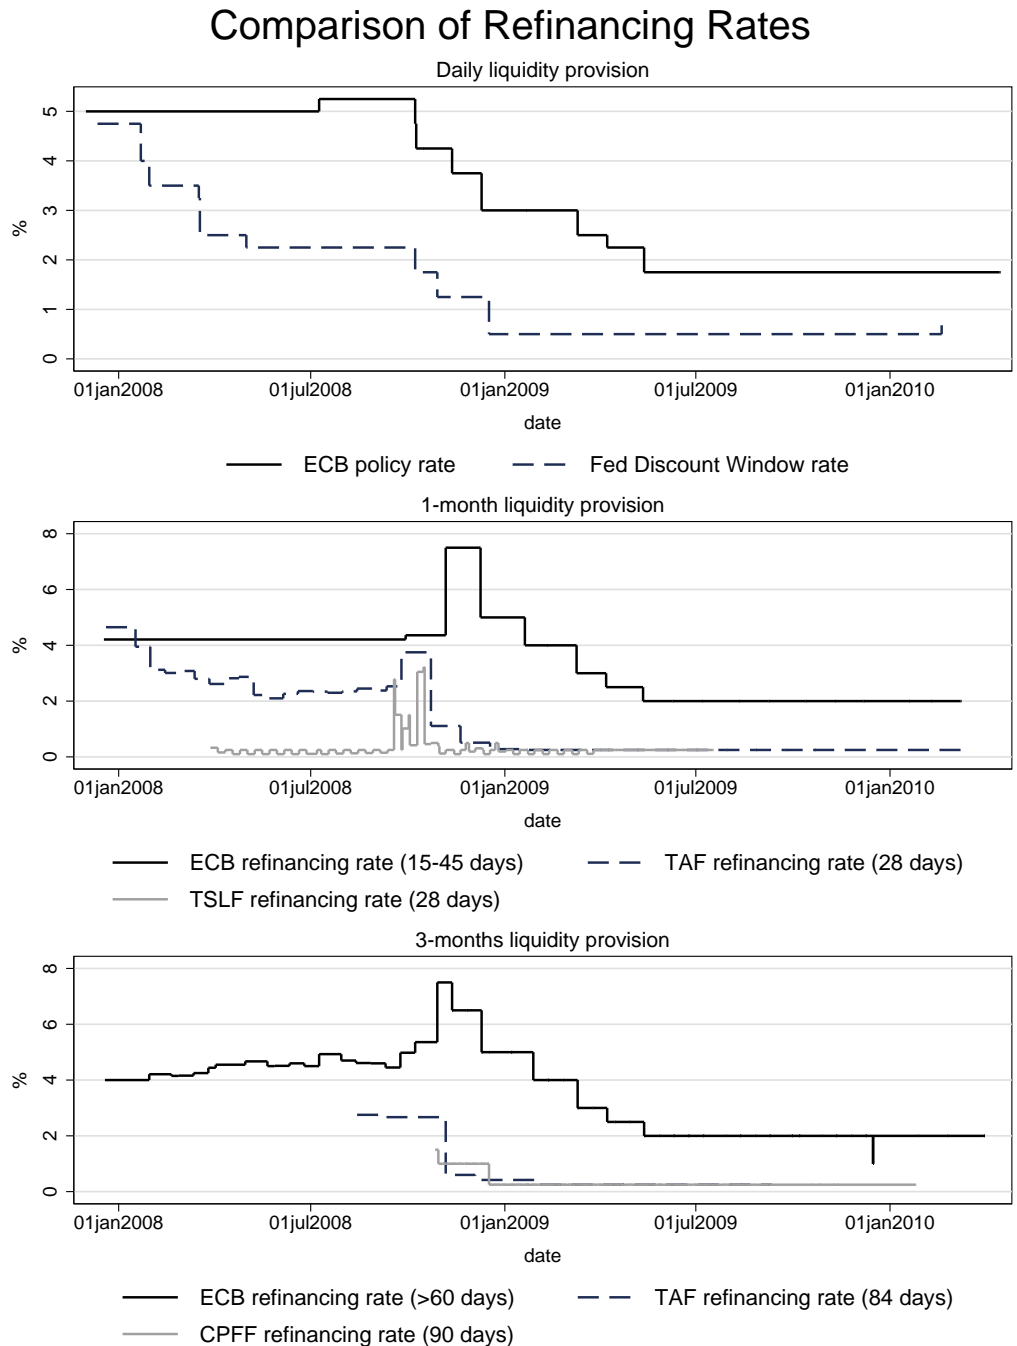 Comparison of Refinancing Rates
Daily liquidity provision
%
5
4
3
2
1
0
01jan2008 01jul2008 01jan2009 01jul2009 01jan2010
date
ECB policy rate Fed Discount Window rate
1-month liquidity provision
%
8
6
4
2
0
01jan2008 01jul2008 01jan2009 01jul2009 01jan2010
date
ECB refinancing rate (15-45 days) TAF refinancing rate (28 days)
TSLF refinancing rate (28 days)
3-months liquidity provision
%
8
6
4
2
0
01jan2008 01jul2008 01jan2009 01jul2009 01jan2010
date
ECB refinancing rate (>60 days) TAF refinancing rate (84 days)
CPFF refinancing rate (90 days)